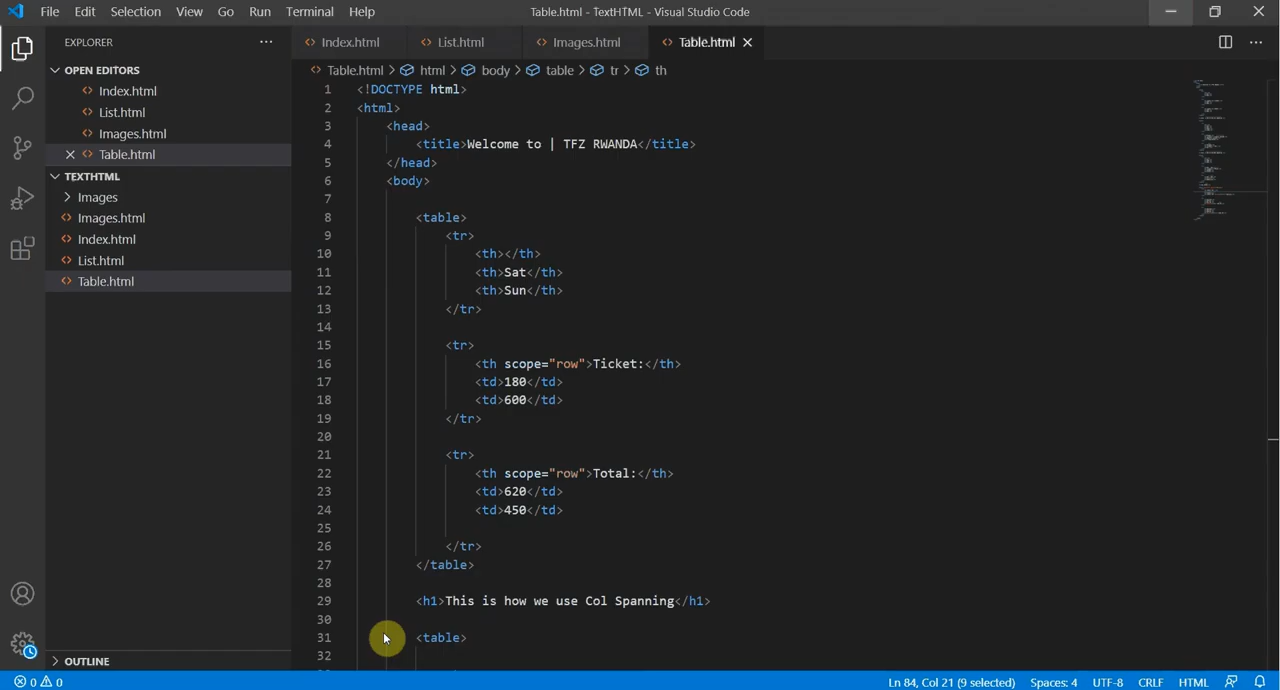 File Edit Selection View Go Run Terminal Help
Table.html - TextHTML - Visual Studio Code
EXPLORER
OPEN EDITORS
Index.html
List.html
Images.html
Table.html
TEXTHTML
Images
Images.html
Index.html
List.html
Table.html
OUTLINE
Index.html List.html Images.html Table.html
Table.html > html > body > table > tr > th
1 <!DOCTYPE html>
2 <html>
3 <head>
4 <title>Welcome to | TFZ RWANDA</title>
5 </head>
6 <body>
7
8 <table>
9 <tr>
10 <th></th>
11 <th>Sat</th>
12 <th>Sun</th>
13 </tr>
14
15 <tr>
16 <th scope="row">Ticket:</th>
17 <td>180</td>
18 <td>600</td>
19 </tr>
20
21 <tr>
22 <th scope="row">Total:</th>
23 <td>620</td>
24 <td>450</td>
25
26 </tr>
27 </table>
28
29 <h1>This is how we use Col Spanning</h1>
30
31 <table>
32
0 0
Ln 84, Col 21 (9 selected) Spaces: 4 UTF-8 CRLF HTML